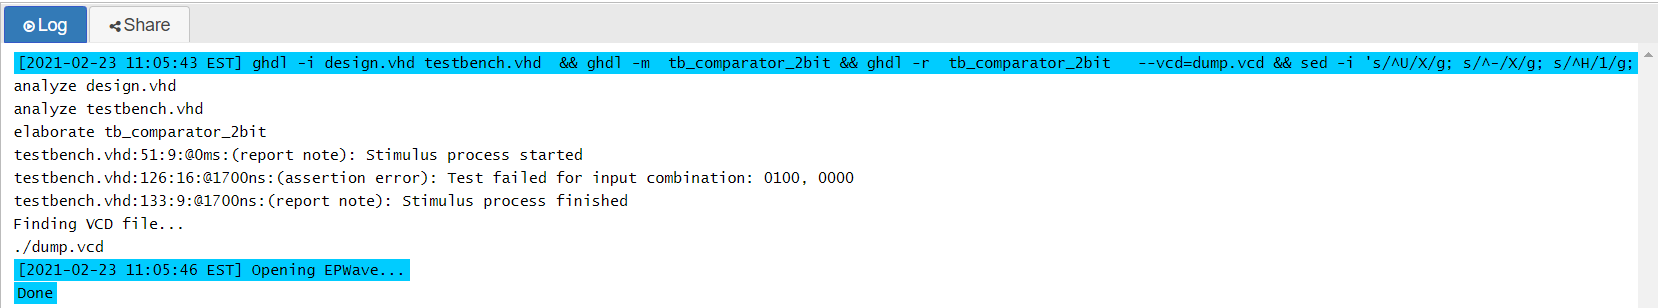 Log
Share
[2021-02-23 11:05:43 EST] ghdl -i design.vhd testbench.vhd  && ghdl -m  tb_comparator_2bit && ghdl -r  tb_comparator_2bit   --vcd=dump.vcd && sed -i 's/^U/X/g; s/^-/X/g; s/^H/1/g;
analyze design.vhd
analyze testbench.vhd
elaborate tb_comparator_2bit
testbench.vhd:51:9:@0ms:(report note): Stimulus process started
testbench.vhd:126:16:@1700ns:(assertion error): Test failed for input combination: 0100, 0000
testbench.vhd:133:9:@1700ns:(report note): Stimulus process finished
Finding VCD file...
./dump.vcd
[2021-02-23 11:05:46 EST] Opening EPWave...
Done